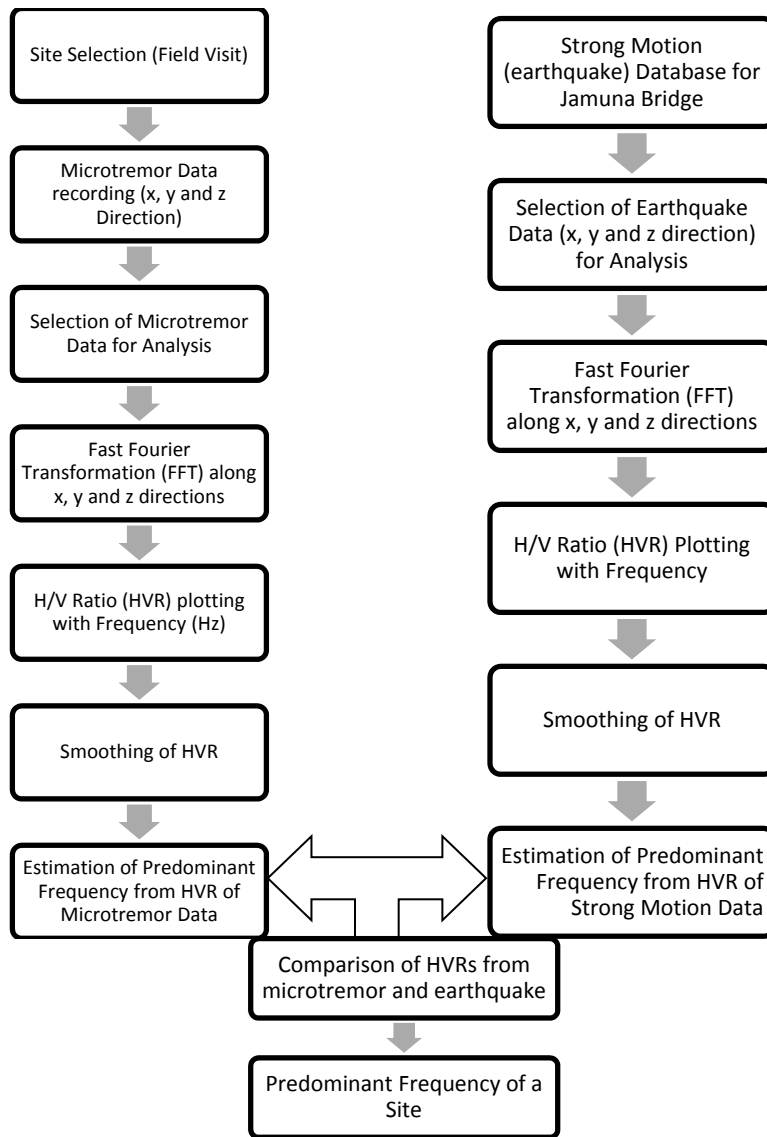 Site Selection (Field Visit)
Microtremor Data
recording (x, y and z
Direction)
Selection of Microtremor
Data for Analysis
Fast Fourier
Transformation (FFT) along
x, y and z directions
H/V Ratio (HVR) plotting
with Frequency (Hz)
Smoothing of HVR
Estimation of Predominant
Frequency from HVR of
Microtremor Data
Strong Motion
(earthquake) Database for
Jamuna Bridge
Selection of Earthquake
Data (x, y and z direction)
for Analysis
Fast Fourier
Transformation (FFT)
along x, y and z directions
H/V Ratio (HVR) Plotting
with Frequency
Smoothing of HVR
Estimation of Predominant
Frequency from HVR of
Strong Motion Data
Comparison of HVRs from
microtremor and earthquake
Predominant Frequency of a
Site